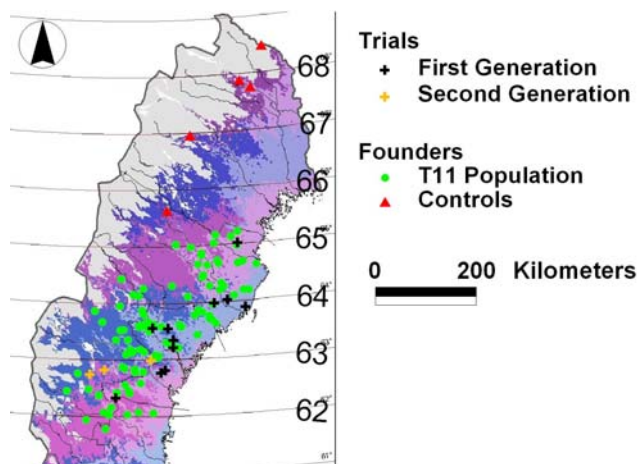 68
67
66
65
64
63
62
Trials
First Generation
Second Generation
Founders
T11 Population
Controls
0 200 Kilometers